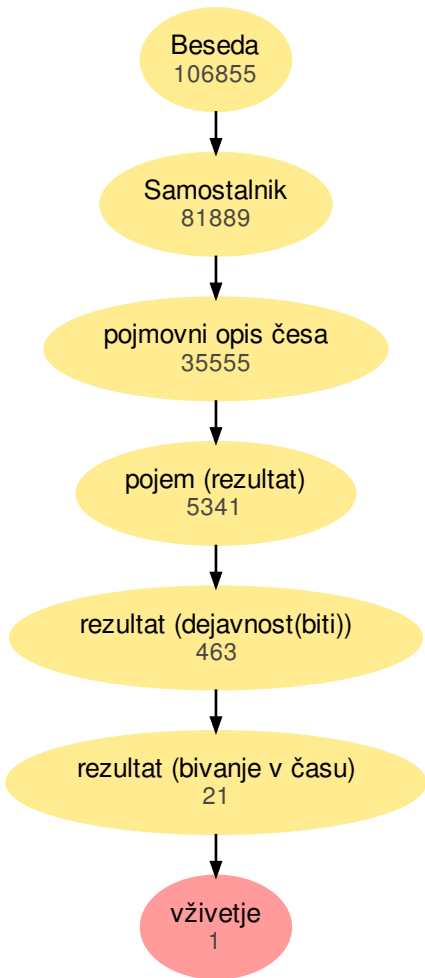 Beseda
106855
Samostalnik
81889
pojmovni opis česa
35555
pojem (rezultat)
5341
rezultat (dejavnost(biti))
463
rezultat (bivanje v času)
21
vživetje
1